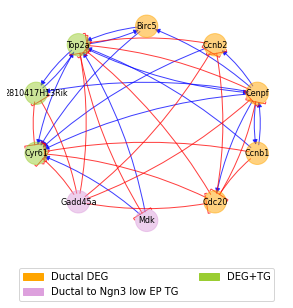 Birc5
Top2a
Ccnb2
2810417H13Rik
Cenpf
Cyr61
Ccnb1
Gadd45a
Cdc20
Mdk
Ductal DEG
DEG+TG
Ductal to Ngn3 low EP TG